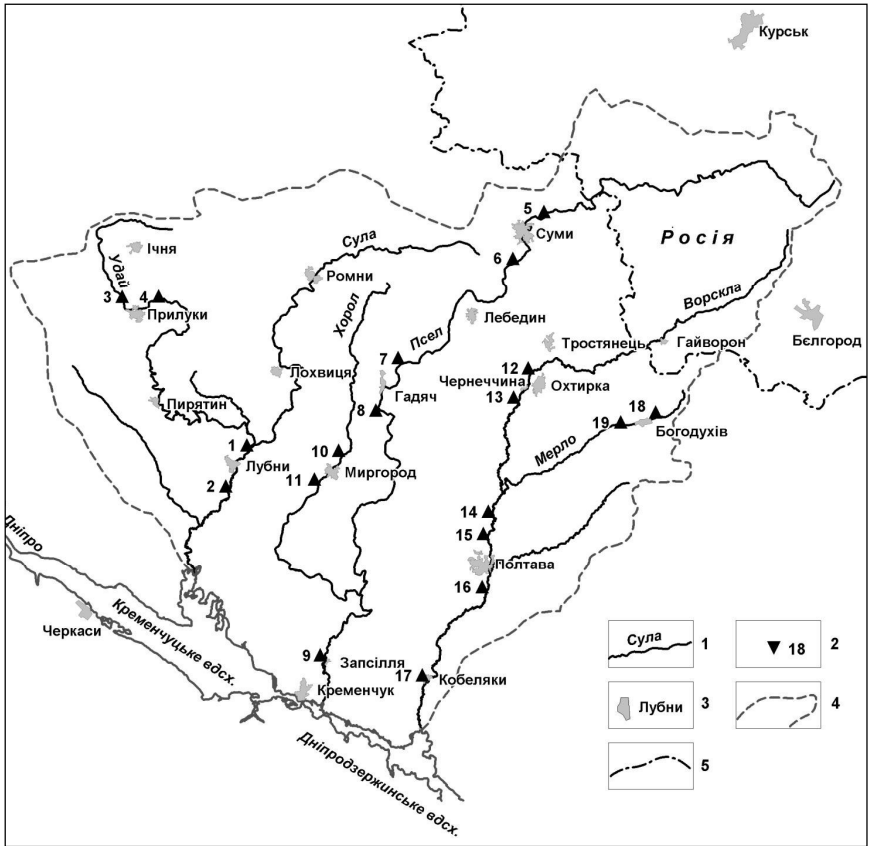 Курськ
5
Суми
Росія
Ічня
Сула
6
Удай
Ромни
3
4
Хорол
Ворскла
Прилуки
Псел
Лебедин
Бєлгород
Тростянець
Гайворон
7
12
Лохвиця
Чернеччина
Охтирка
Гадяч
13
Пирятин
8
18
19
Богодухів
1
10
Мерло
Лубни
Миргород
2
11
14
Дніпро
15
Полтава
16
Кременчуцьке вдсх.
Черкаси
9
Запсілля
17
Кобеляки
Кременчук
Дніпродзержинське вдсх.
Сула
1
18
2
Лубни
3
4
5